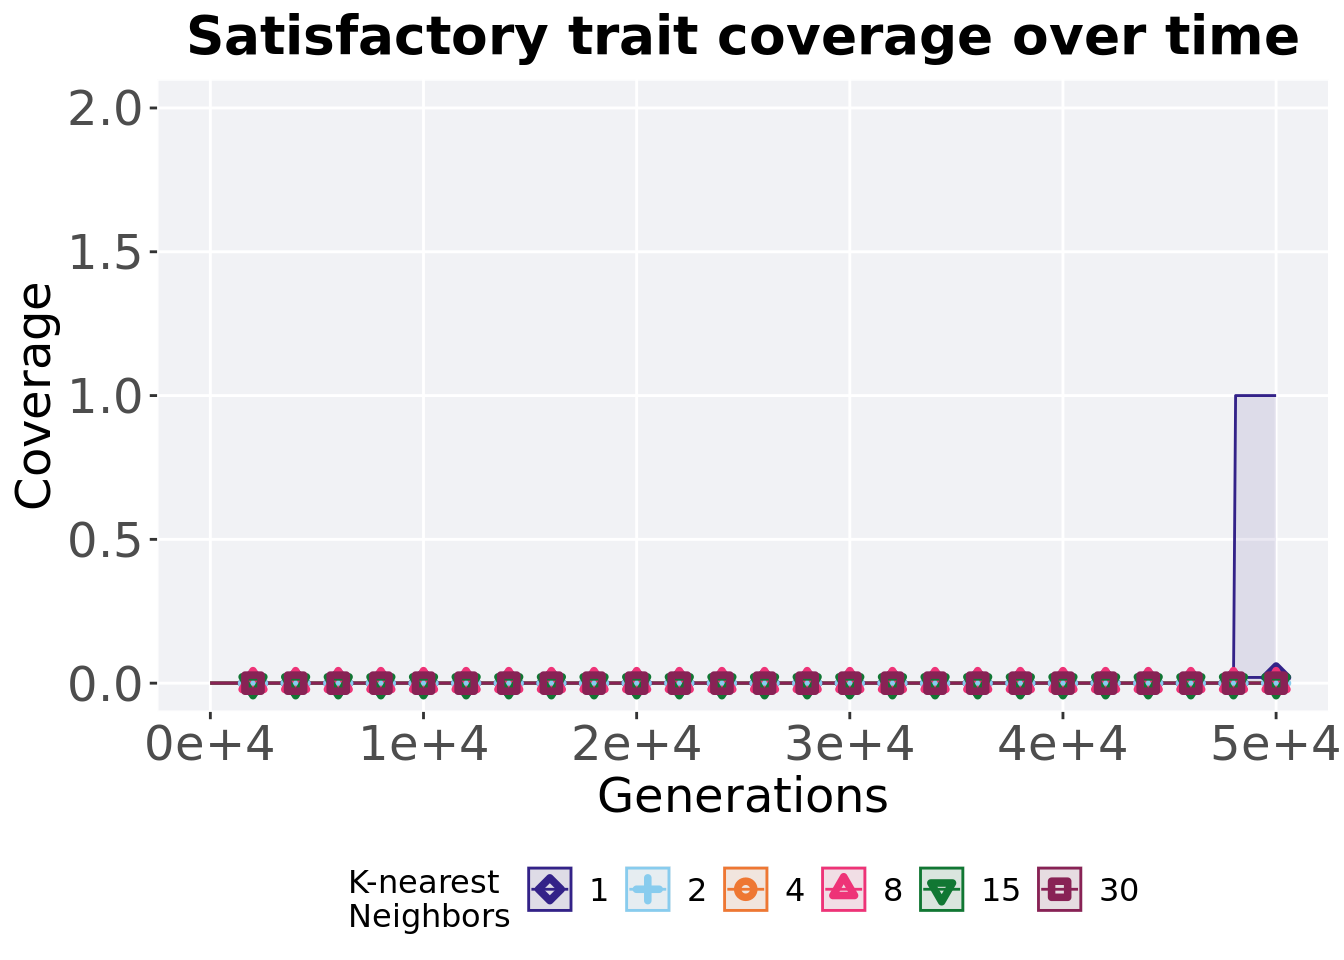 Satisfactory trait coverage over time
Coverage
2.0
1.5
1.0
0.5
0.0
0e+4 1e+4 2e+4 3e+4 4e+4 5e+4
Generations
K-nearest
Neighbors 1 2 4 8 15 30